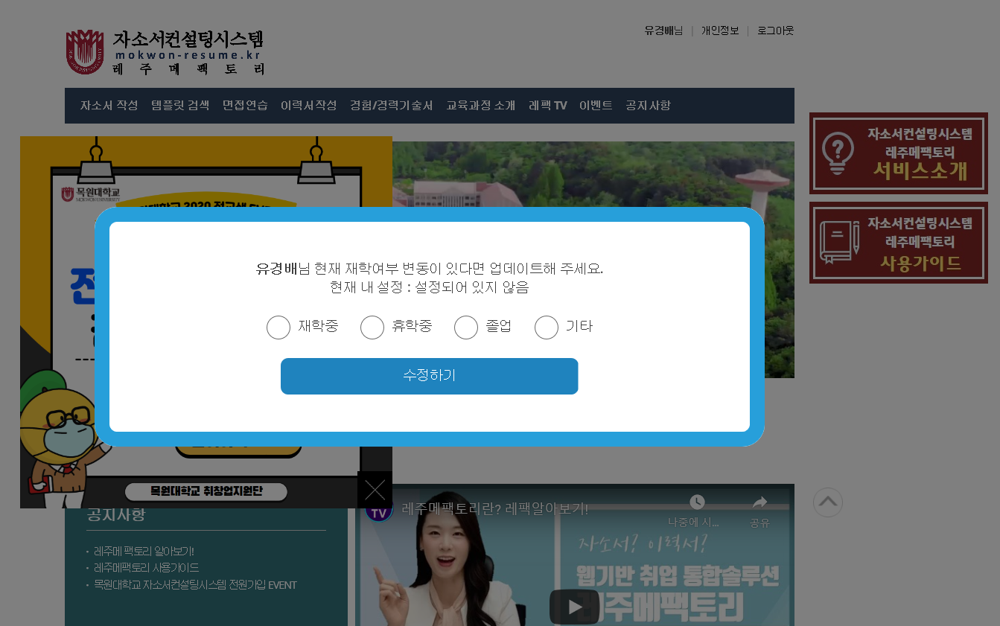 자소서컨설팅시스템
mokwon-resume.kr
레주메팩토리
유경배님 | 개인정보 | 로그아웃
자소서 작성 템플릿 검색 면접연습 이력서작성 경험/경력기술서 교육과정 소개 레팩 TV 이벤트 공지사항
자소서컨설팅시스템
레주메팩토리
서비스소개
자소서컨설팅시스템
레주메팩토리
사용가이드
목원대학교
MOKWON UNIVERSITY
유경배님 현재 재학여부 변동이 있다면 업데이트해 주세요.
현재 내 설정 : 설정되어 있지 않음
재학중 휴학중 졸업 기타
수정하기
목원대학교 취창업지원단
공지사항
레주메 팩토리 알아보기!
레주메팩토리 사용가이드
목원대학교 자소서컨설팅시스템 전원가입 EVENT
TV
레주메팩토리란? 레팩알아보기!
나중에 시...
공유
자소서? 이력서?
웹기반 취업 통합솔루션
레주메팩토리